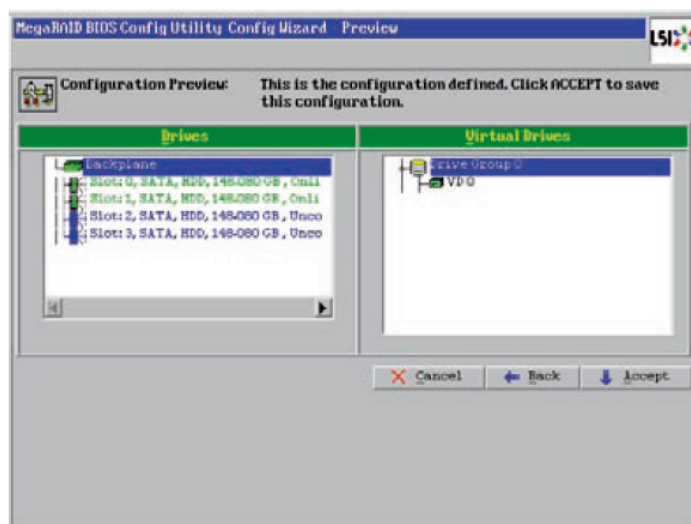 MegaRAID BIOS Config Utility Config Wizard - Preview
LSI
Configuration Preview: This is the configuration defined. Click ACCEPT to save
this configuration.
Drives
Backplane
Slot: 0, SATA, HDD, 148.080 GB, Onli
Slot: 1, SATA, HDD, 148.080 GB, Onli
Slot: 2, SATA, HDD, 148.080 GB, Unco
Slot: 3, SATA, HDD, 148.080 GB, Unco
Virtual Drives
Drive Group 0
VD 0
Cancel
Back
Accept